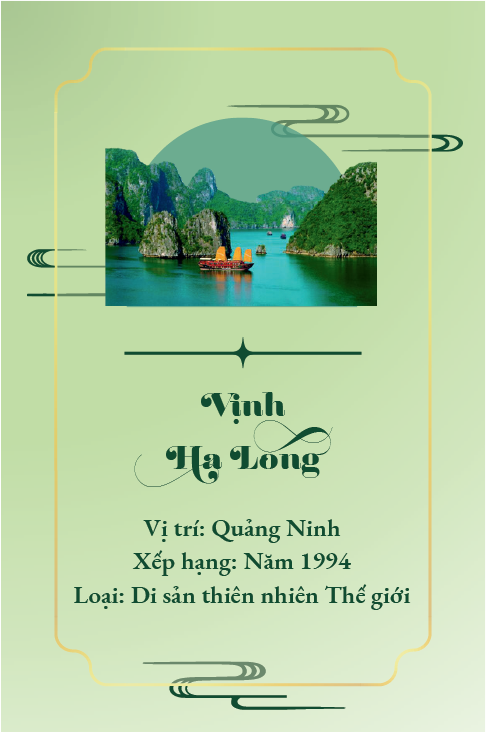 Vịnh
Hạ Long
Vị trí: Quảng Ninh
Xếp hạng: Năm 1994
Loại: Di sản thiên nhiên Thế giới